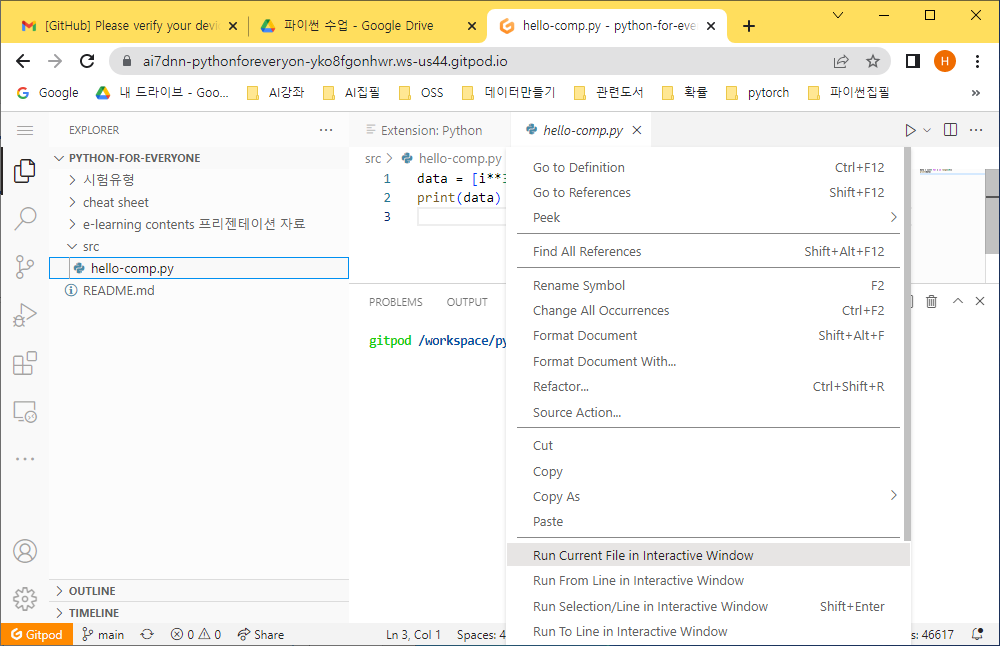 [GitHub] Please verify your devi
파이썬 수업 - Google Drive
hello-comp.py - python-for-eve
ai7dnn-pythonforeveryon-yko8fgonhwr.ws-us44.gitpod.io
H
Google
내 드라이브 - Goo...
AI강좌
AI집필
OSS
데이터만들기
관련도서
확률
pytorch
파이썬집필
»
EXPLORER
PYTHON-FOR-EVERYONE
시험유형
cheat sheet
e-learning contents 프리젠테이션 자료
src
hello-comp.py
README.md
OUTLINE
TIMELINE
Extension: Python
hello-comp.py
src > hello-comp.py
1 data = [i**
2 print(data)
3
PROBLEMS OUTPUT
gitpod /workspace/py
Go to Definition Ctrl+F12
Go to References Shift+F12
Peek
Find All References Shift+Alt+F12
Rename Symbol F2
Change All Occurrences Ctrl+F2
Format Document Shift+Alt+F
Format Document With...
Refactor... Ctrl+Shift+R
Source Action...
Cut
Copy
Copy As
Paste
Run Current File in Interactive Window
Run From Line in Interactive Window
Run Selection/Line in Interactive Window Shift+Enter
Run To Line in Interactive Window
Gitpod main 0 0 Share Ln 3, Col 1 Spaces: 4 s: 46617